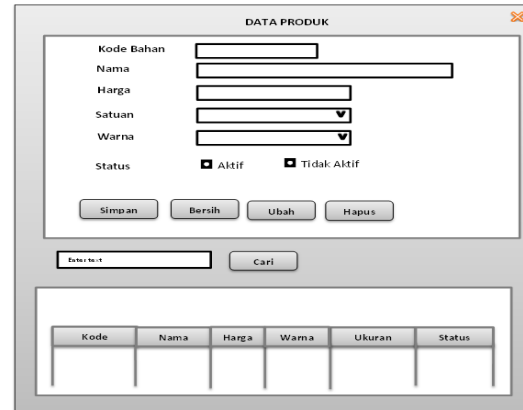 DATA PRODUK
Kode Bahan
Nama
Harga
Satuan
Warna
Status Aktif Tidak Aktif
Simpan Bersih Ubah Hapus
Enter text Cari
Kode Nama Harga Warna Ukuran Status